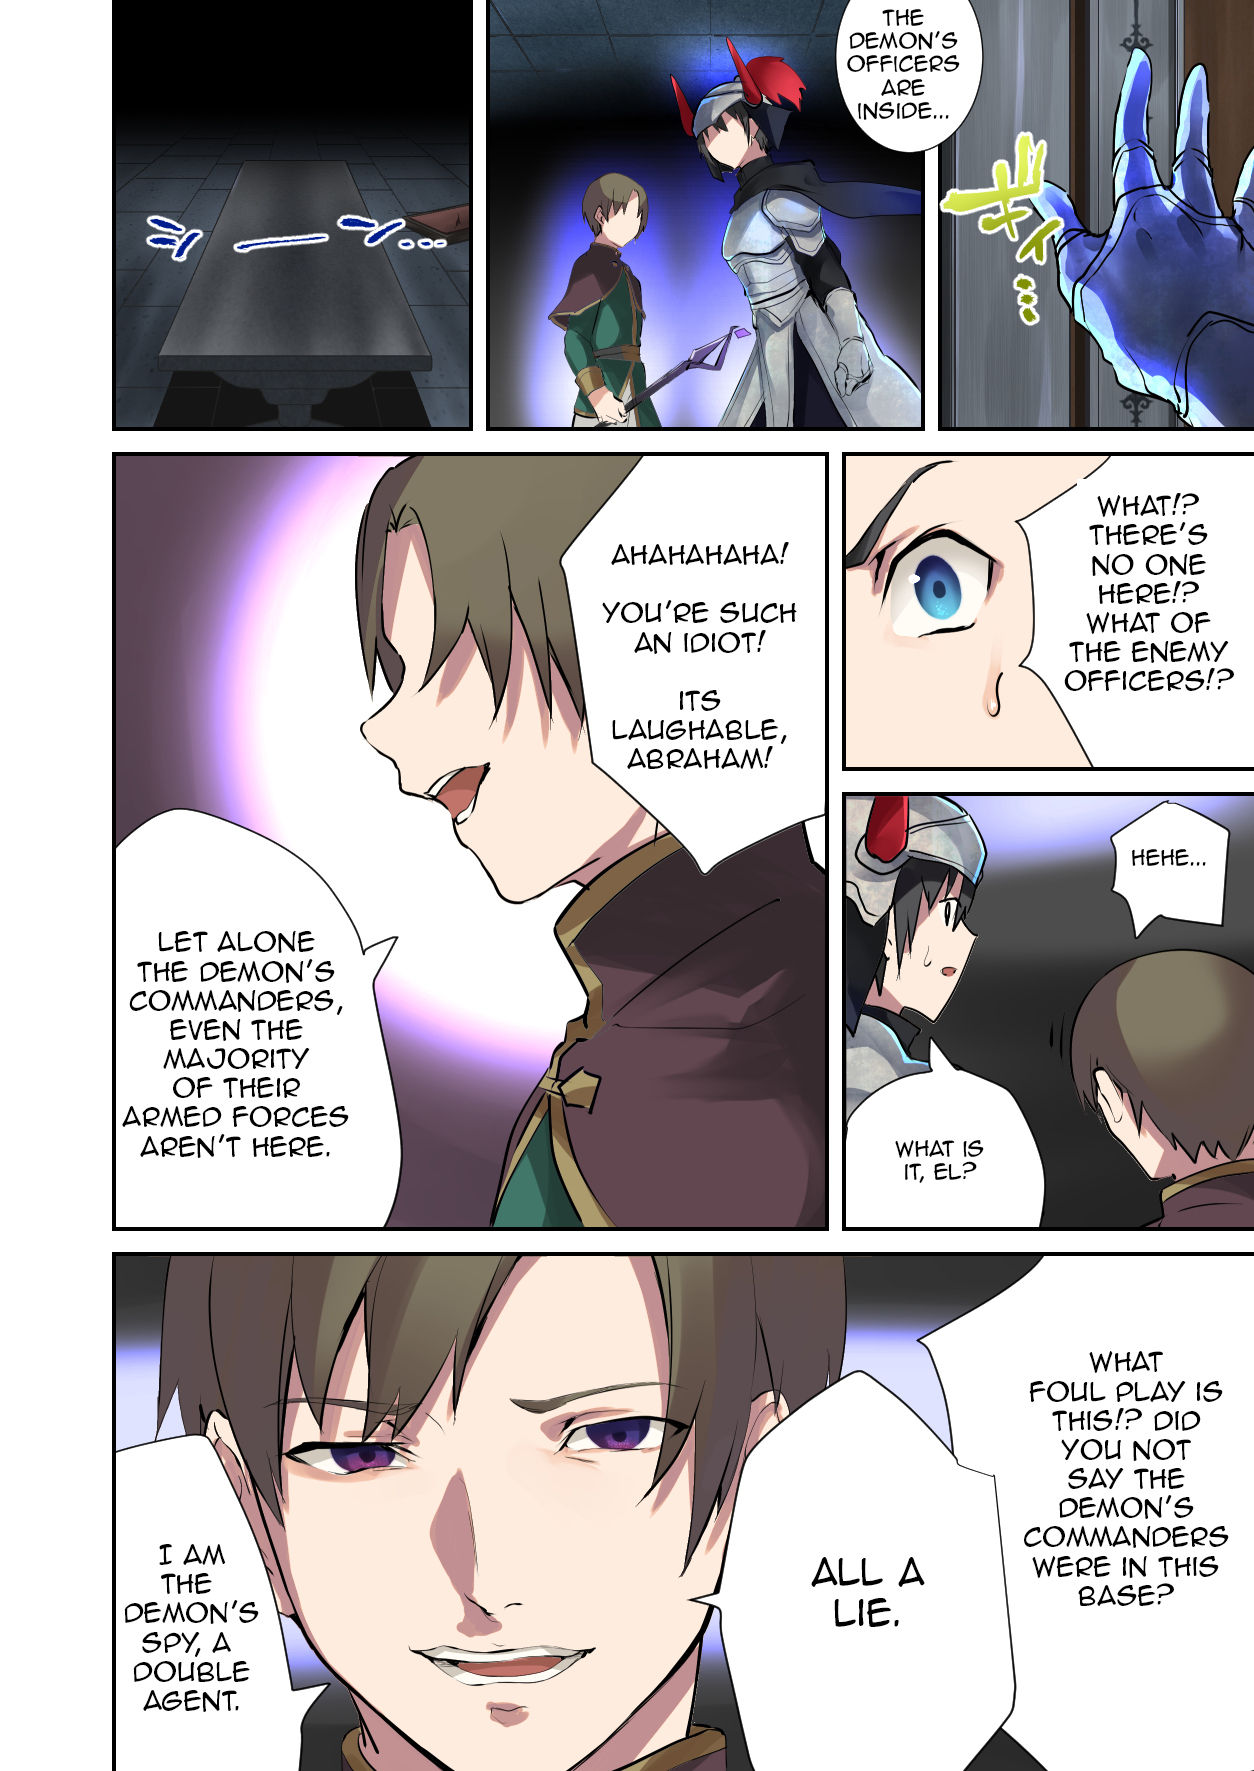 ギィ…
THE
DEMON'S
OFFICERS
ARE
INSIDE...
シーン…
WHAT!?
THERE'S
NO ONE
HERE!?
WHAT OF
THE ENEMY
OFFICERS!?
HEHE...
WHAT IS
IT, EL?
AHAHAHAHA!
YOU'RE SUCH
AN IDIOT!
ITS
LAUGHABLE,
ABRAHAM!
LET ALONE
THE DEMON'S
COMMANDERS,
EVEN THE
MAJORITY
OF THEIR
ARMED FORCES
AREN'T HERE.
WHAT
FOUL PLAY IS
THIS!? DID
YOU NOT
SAY THE
DEMON'S
COMMANDERS
WERE IN THIS
BASE?
ALL A
LIE.
I AM
THE
DEMON'S
SPY, A
DOUBLE
AGENT.